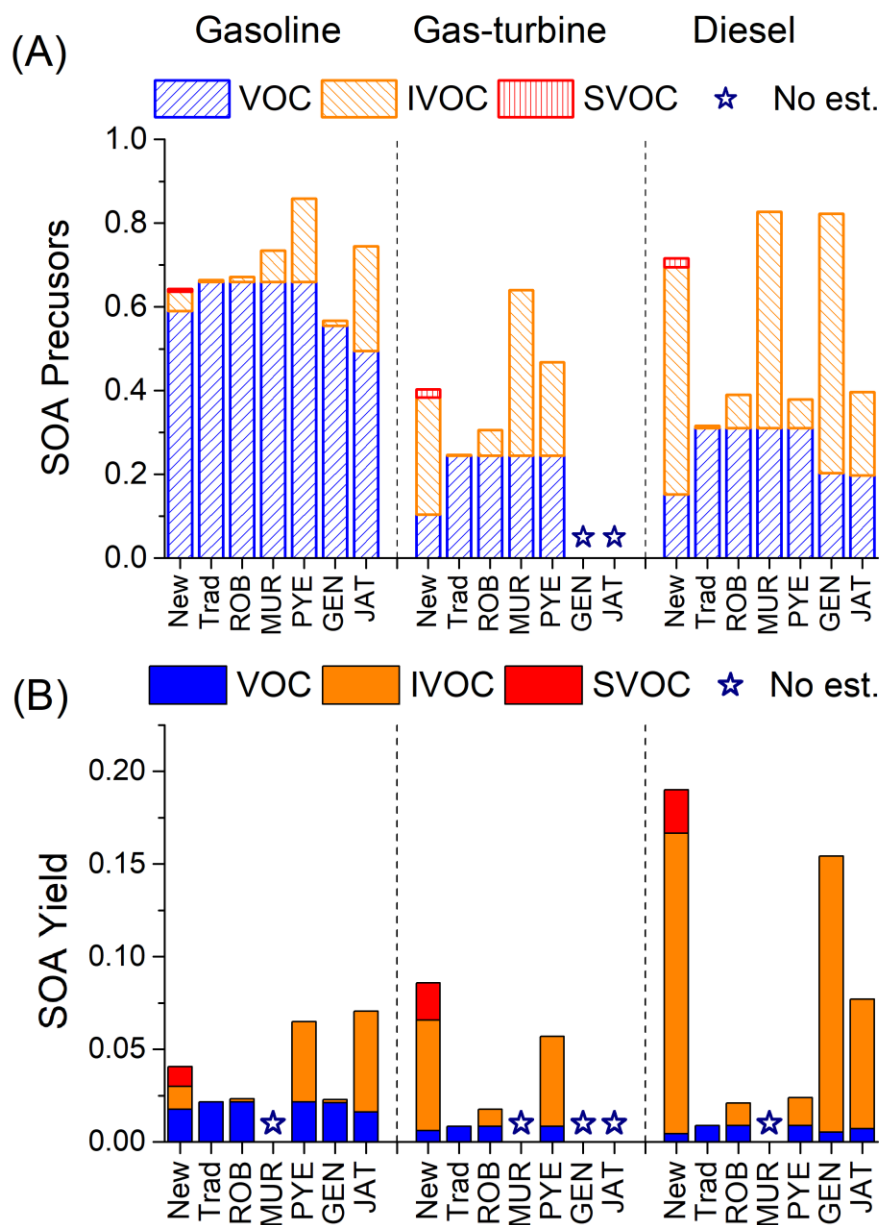 Gasoline Gas-turbine Diesel
(A)
VOC IVOC SVOC No est.
1.0
0.8
0.6
0.4
0.2
0.0
SOA Precusors
New Trad ROB MUR PYE GEN JAT New Trad ROB MUR PYE GEN JAT New Trad ROB MUR PYE GEN JAT
(B)
VOC IVOC SVOC No est.
0.20
0.15
0.10
0.05
0.00
SOA Yield
New Trad ROB MUR PYE GEN JAT New Trad ROB MUR PYE GEN JAT New Trad ROB MUR PYE GEN JAT